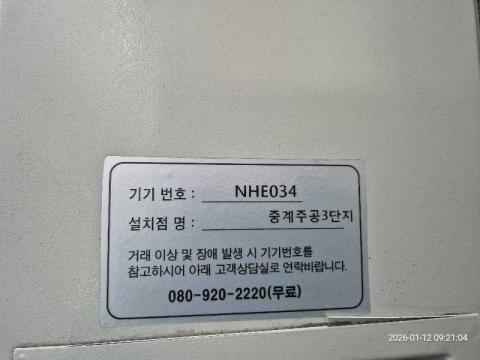 기기 번호 : NHE034
설치점 명 : 중계주공3단지
거래 이상 및 장애 발생 시 기기번호를
참고하시어 아래 고객상담실로 연락바랍니다.
080-920-2220(무료)
2026-01-12 09:21:04